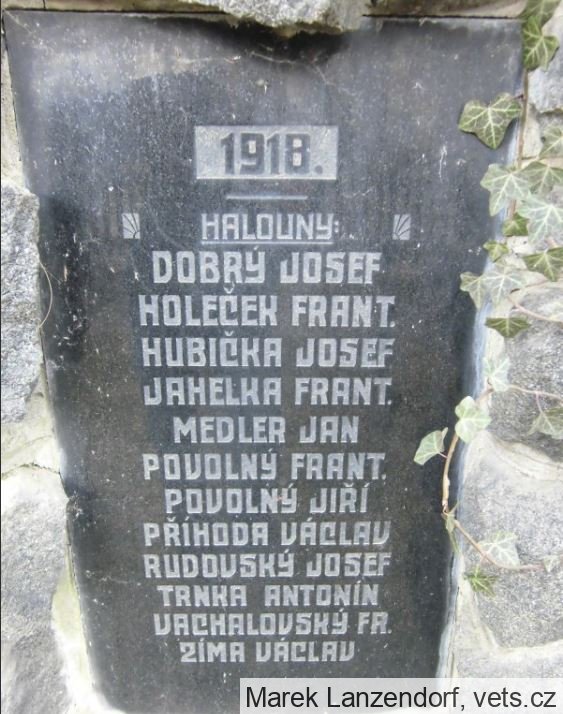 1918.
HALOUNY:
DOBRÝ JOSEF
HOLEČEK FRANT.
HUBIČKA JOSEF
JAHELKA FRANT.
MEDLER JAN
POVOLNÝ FRANT.
POVOLNÝ JIŘÍ
PŘÍHODA VÁCLAV
RUDOVSKÝ JOSEF
TRNKA ANTONÍN
VACHALOVSKÝ FR.
ZÍMA VÁCLAV
Marek Lanzendorf, vets.cz